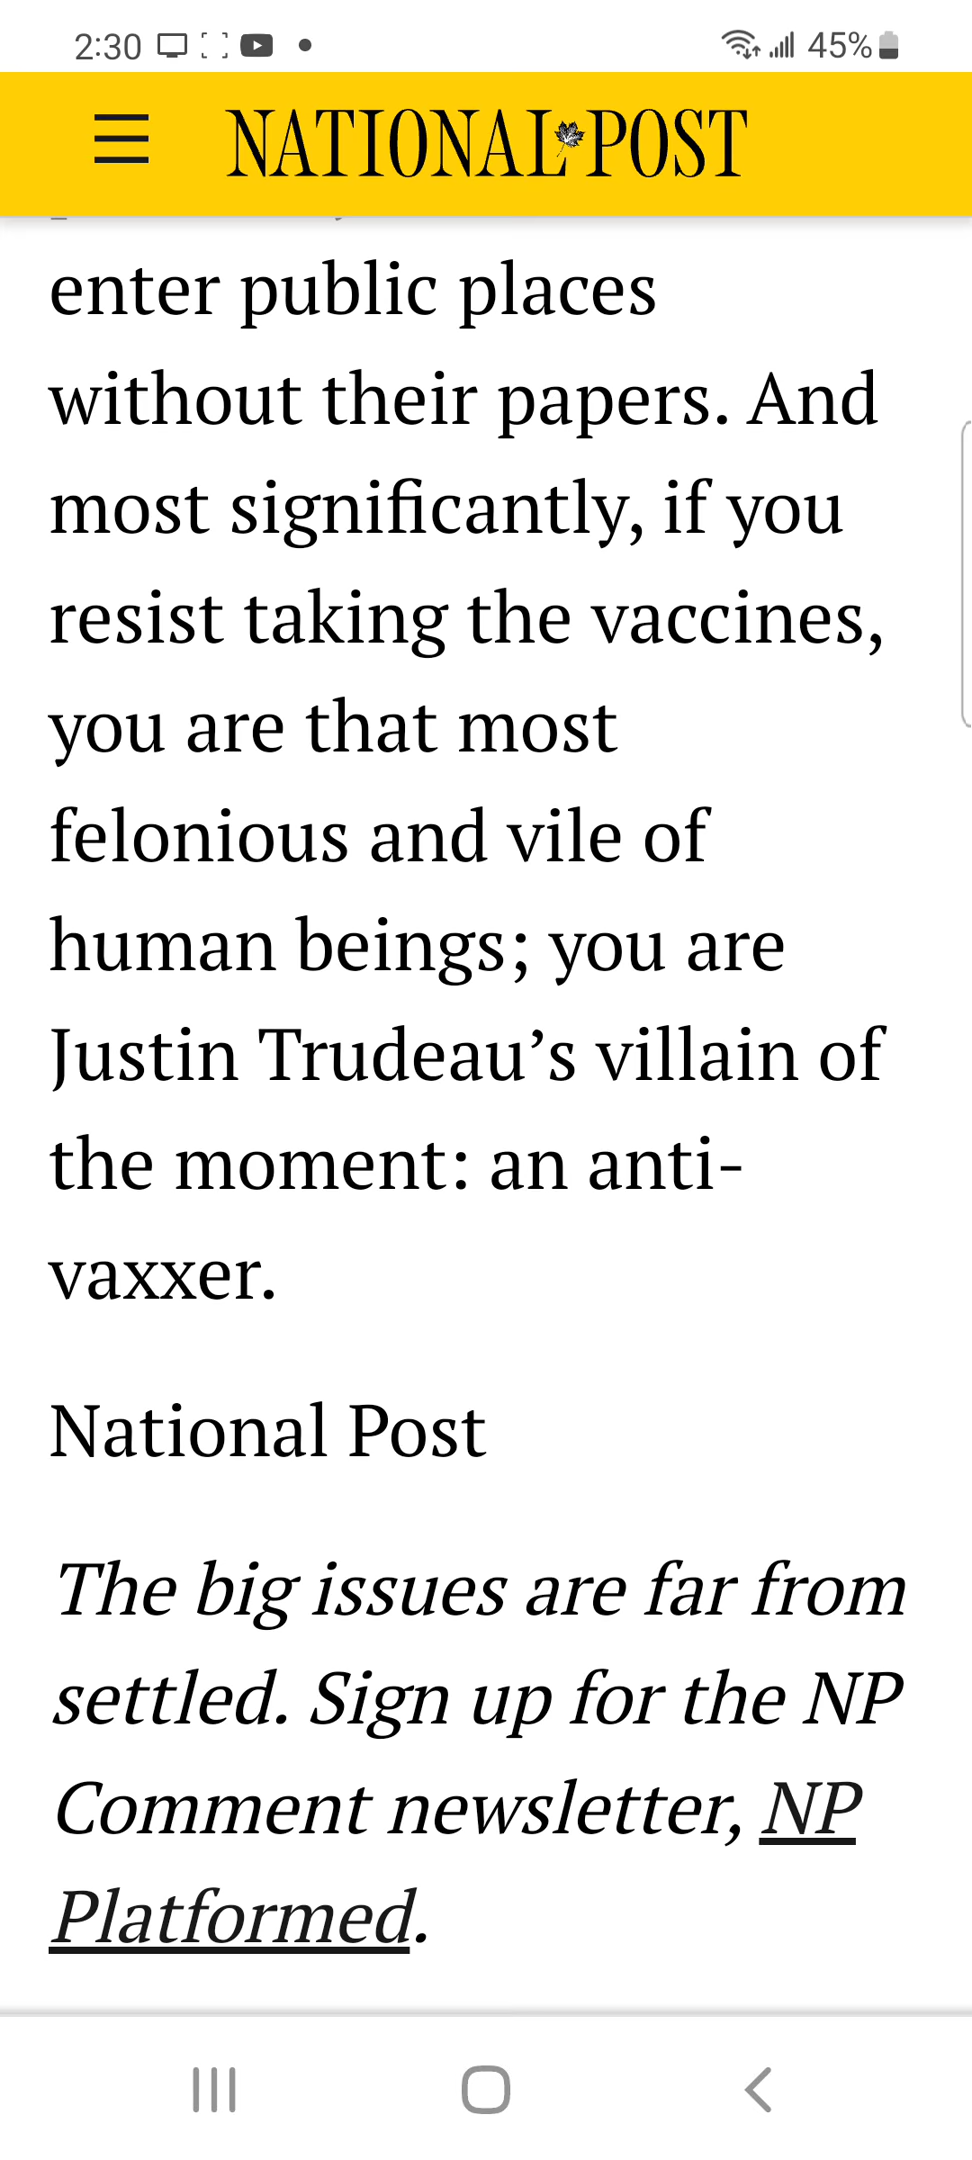 2:30
45%
NATIONAL POST
enter public places
without their papers. And
most significantly, if you
resist taking the vaccines,
you are that most
felonious and vile of
human beings; you are
Justin Trudeau’s villain of
the moment: an anti-
vaxxer.
National Post
The big issues are far from
settled. Sign up for the NP
Comment newsletter, NP
Platformed.